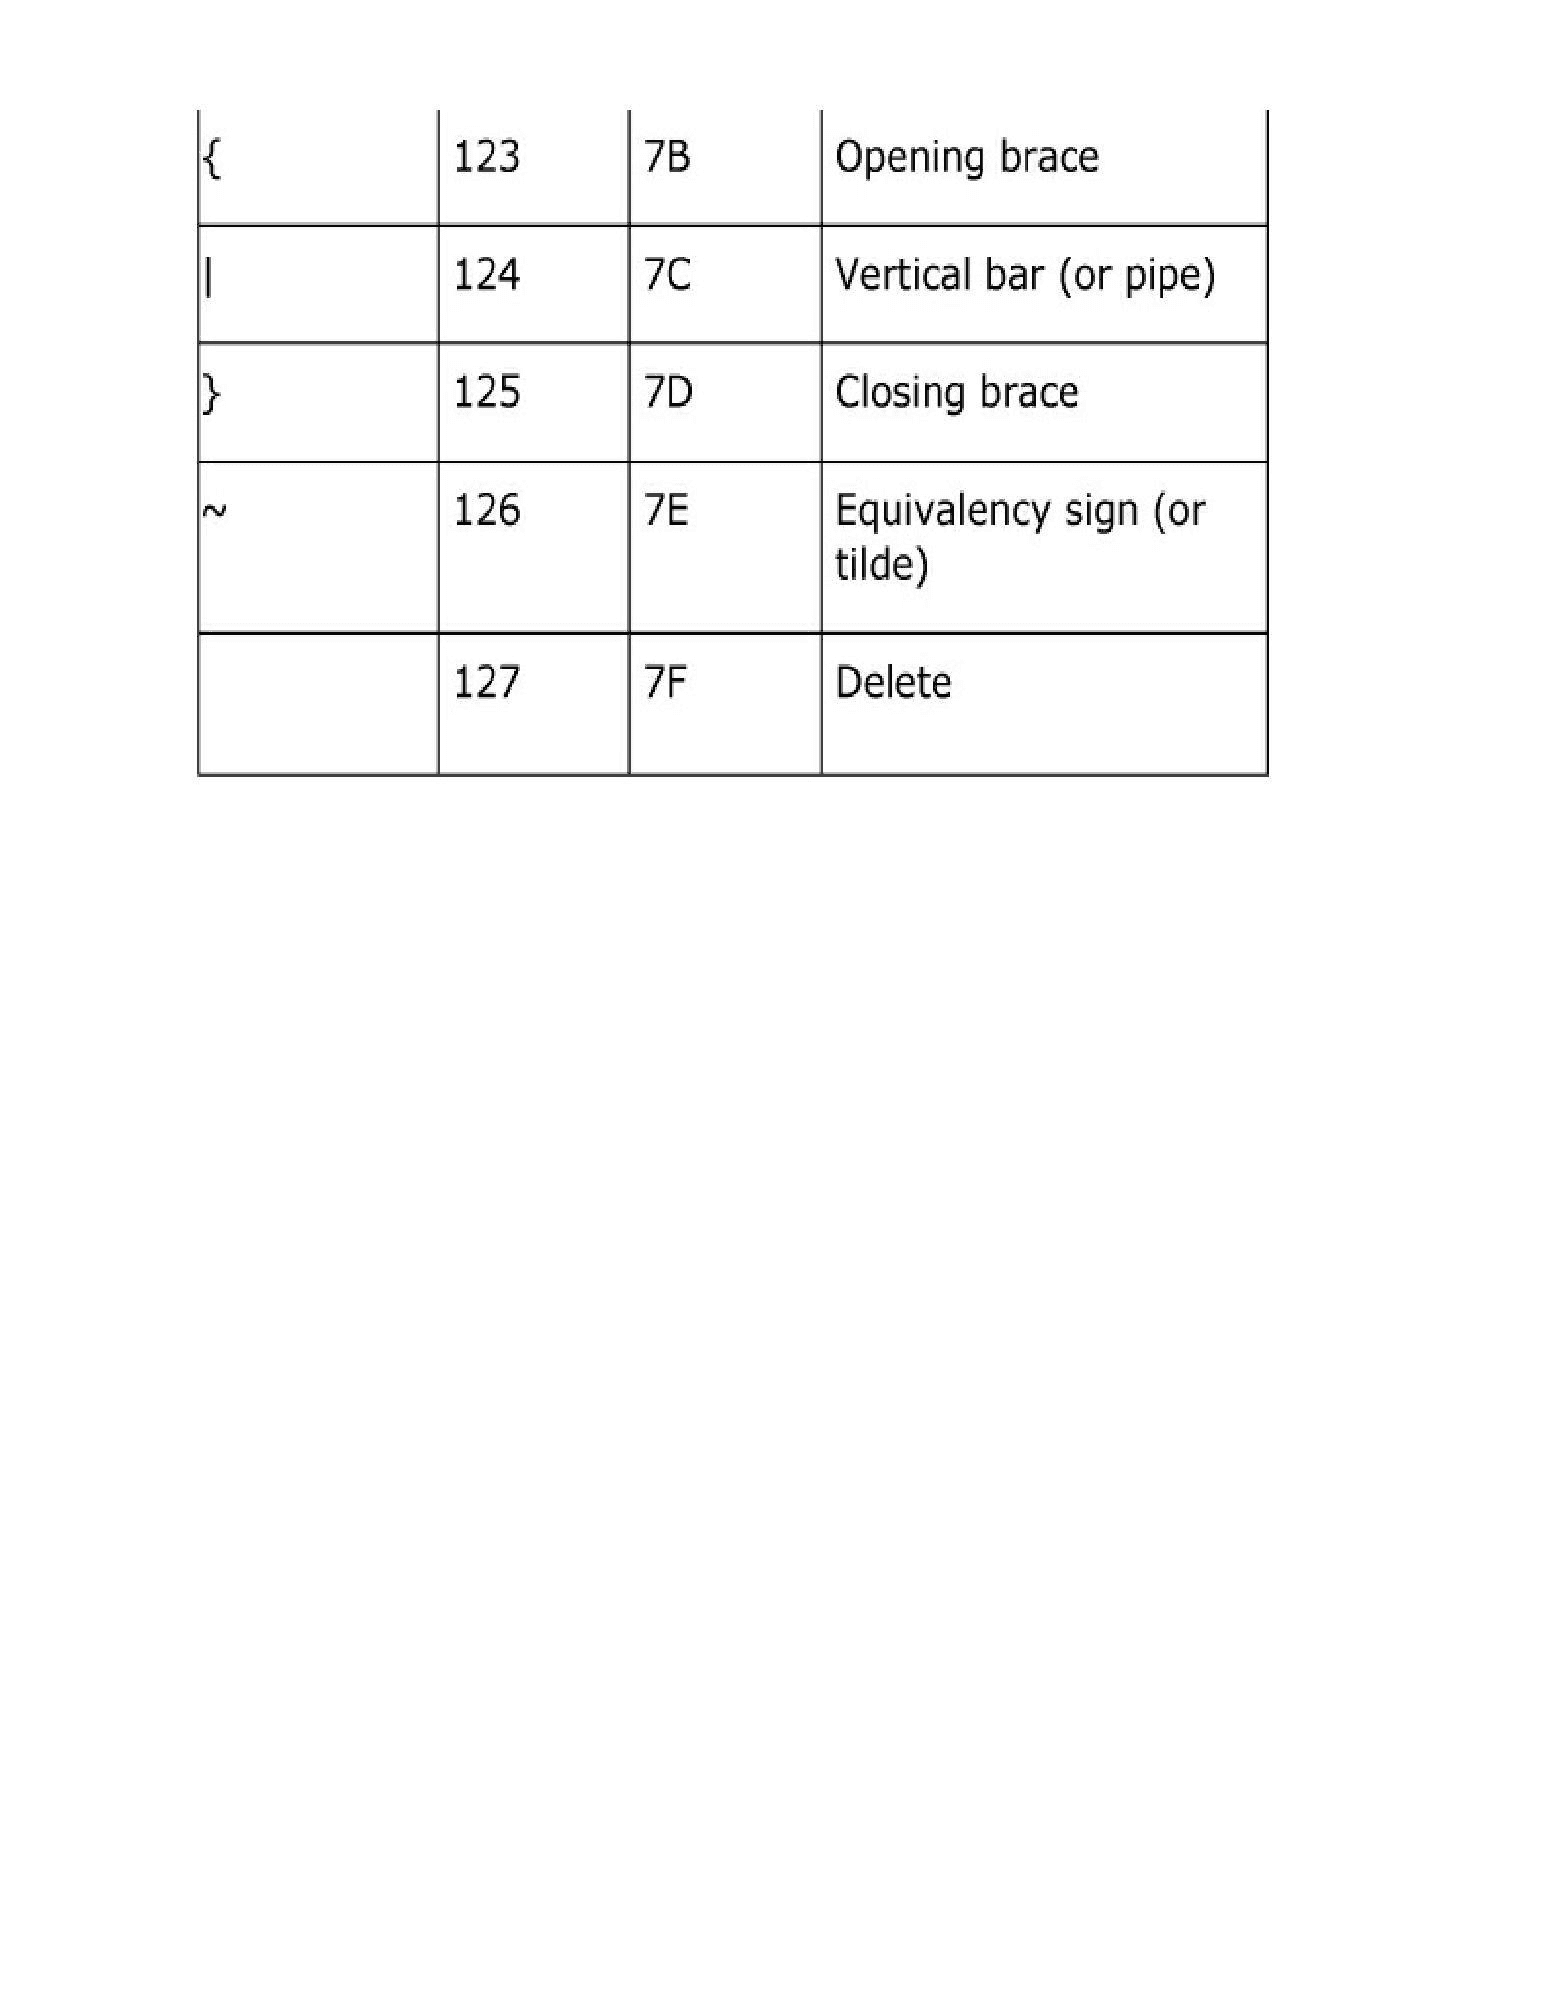 { 123 7B Opening brace
| 124 7C Vertical bar (or pipe)
} 125 7D Closing brace
~ 126 7E Equivalency sign (or
tilde)
127 7F Delete